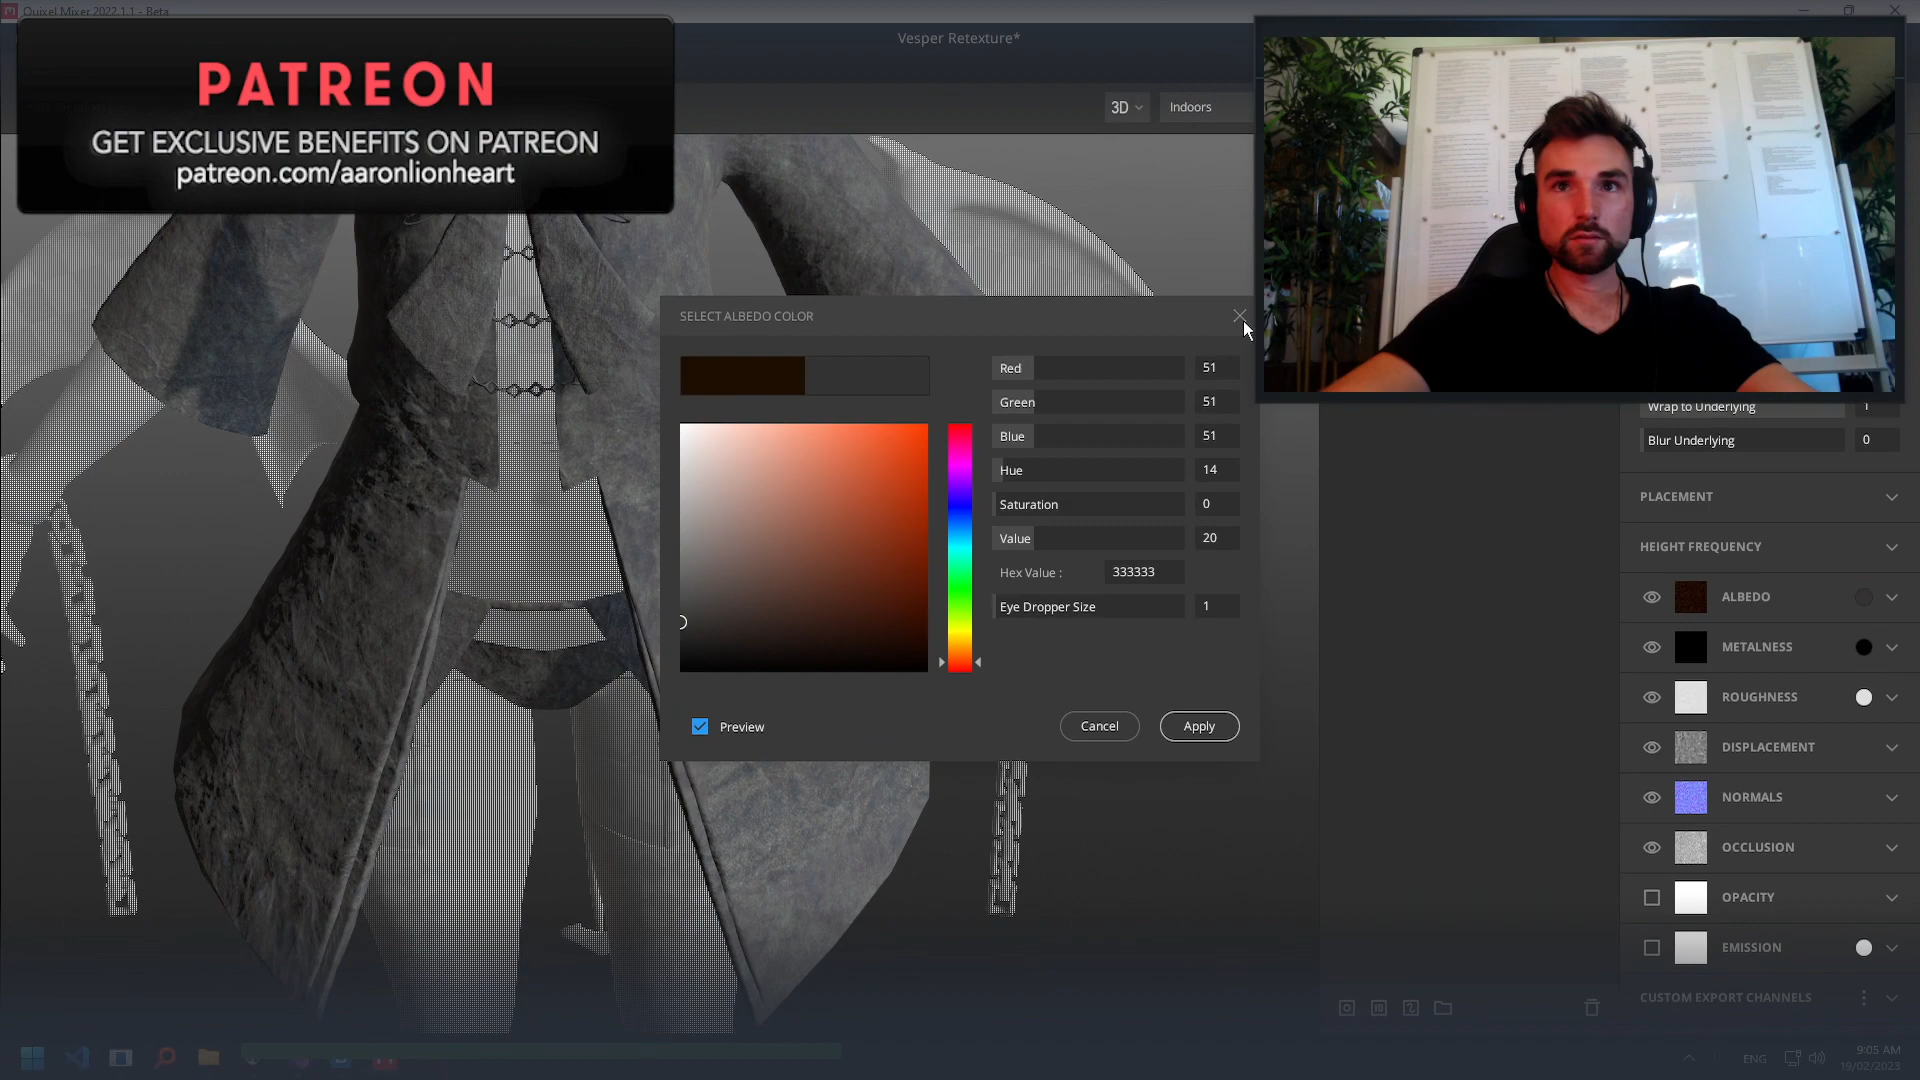 Quixel Mixer 2022.1.1 - Beta
Vesper Retexture*
PATREON
GET EXCLUSIVE BENEFITS ON PATREON
patreon.com/aaronlionheart
3D
Indoors
SELECT ALBEDO COLOR
Red 51
Green 51
Blue 51
Hue 14
Saturation 0
Value 20
Hex Value : 333333
Eye Dropper Size 1
Preview
Cancel
Apply
Wrap to Underlying 1
Blur Underlying 0
PLACEMENT
HEIGHT FREQUENCY
ALBEDO
METALNESS
ROUGHNESS
DISPLACEMENT
NORMALS
OCCLUSION
OPACITY
EMISSION
CUSTOM EXPORT CHANNELS
ENG
9:05 AM
19/02/2023